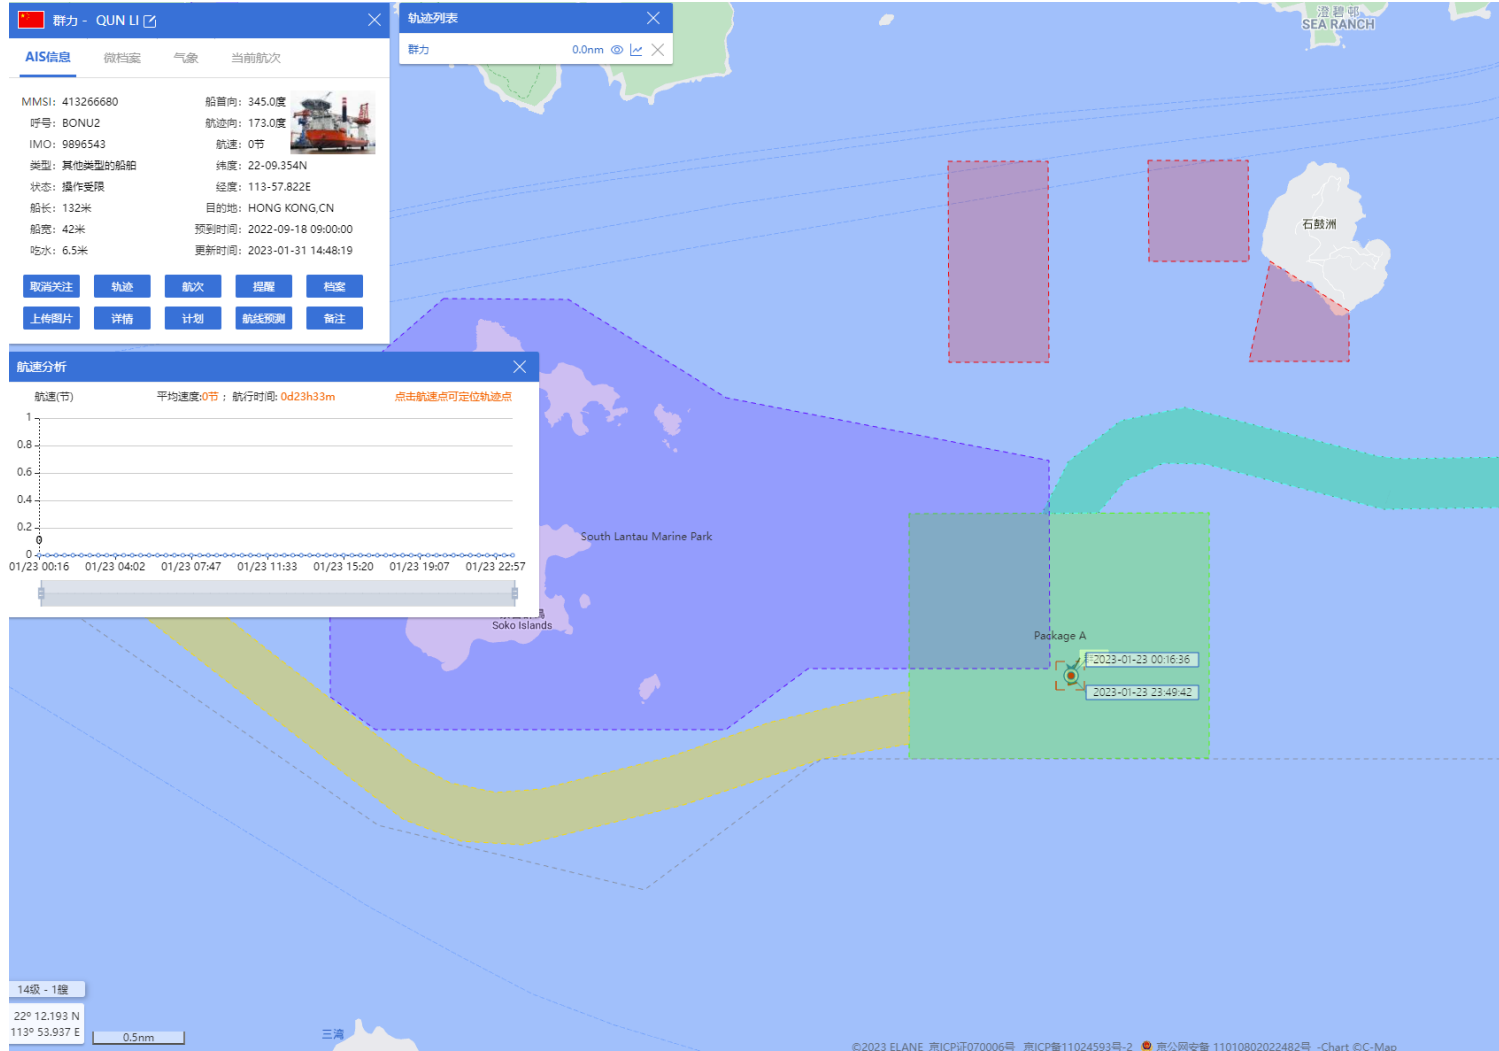 群力 - QUN LI
AIS信息 微档案 气象 当前航次
MMSI: 413266680 船首向: 345.0度
呼号: BONU2 航迹向: 173.0度
IMO: 9896543 航速: 0节
类型: 其他类型的船舶 纬度: 22-09.354N
状态: 操作受限 经度: 113-57.822E
船长: 132米 目的地: HONG KONG,CN
船宽: 42米 预到时间: 2022-09-18 09:00:00
吃水: 6.5米 更新时间: 2023-01-31 14:48:19
取消关注 轨迹 航次 提醒 档案
上传图片 详情 计划 航线预测 备注
轨迹列表
群力 0.0nm
澄碧邨
SEA RANCH
石鼓洲
航速分析
航速(节) 平均速度:0节 ; 航行时间: 0d23h33m 点击航速点可定位轨迹点
1
0.8
0.6
0.4
0.2
0
0
01/23 00:16 01/23 04:02 01/23 07:47 01/23 11:33 01/23 15:20 01/23 19:07 01/23 22:57
South Lantau Marine Park
Soko Islands
Package A
2023-01-23 00:16:36
2023-01-23 23:49:42
14级 - 1艘
22º 12.193 N
113º 53.937 E
0.5nm
三湾
©2023 ELANE 京ICP证070006号 京ICP备11024593号-2 京公网安备 11010802022482号 -Chart ©C-Map